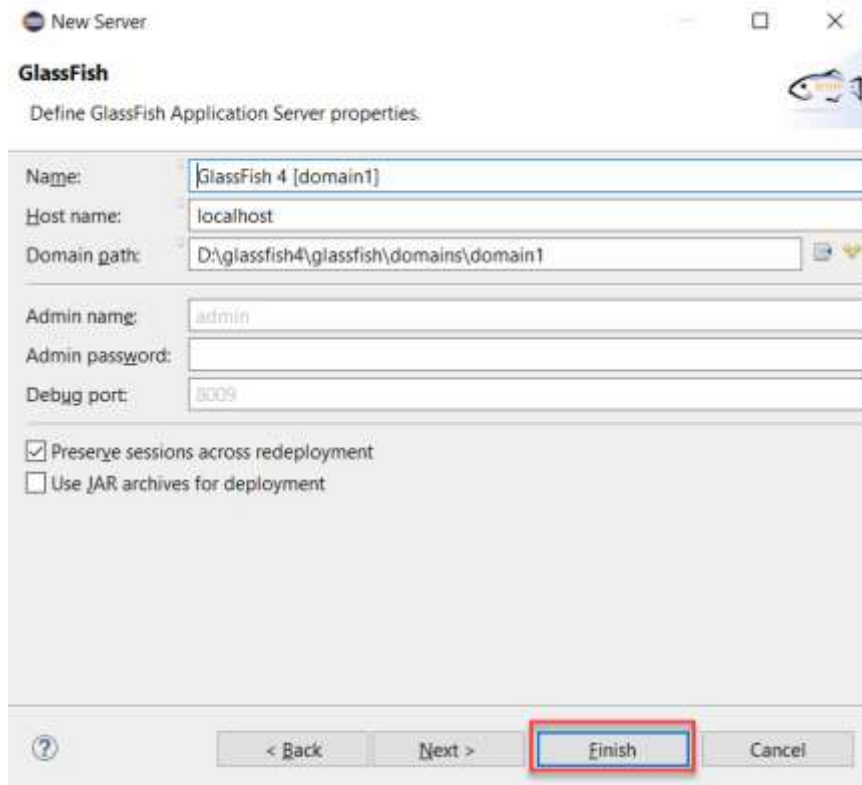 New Server
GlassFish
Define GlassFish Application Server properties.
Name: GlassFish 4 [domain1]
Host name: localhost
Domain path: D:\glassfish4\glassfish\domains\domain1
Admin name: admin
Admin password:
Debug port: 8009
Preserve sessions across redeployment
Use JAR archives for deployment
< Back Next > Finish Cancel